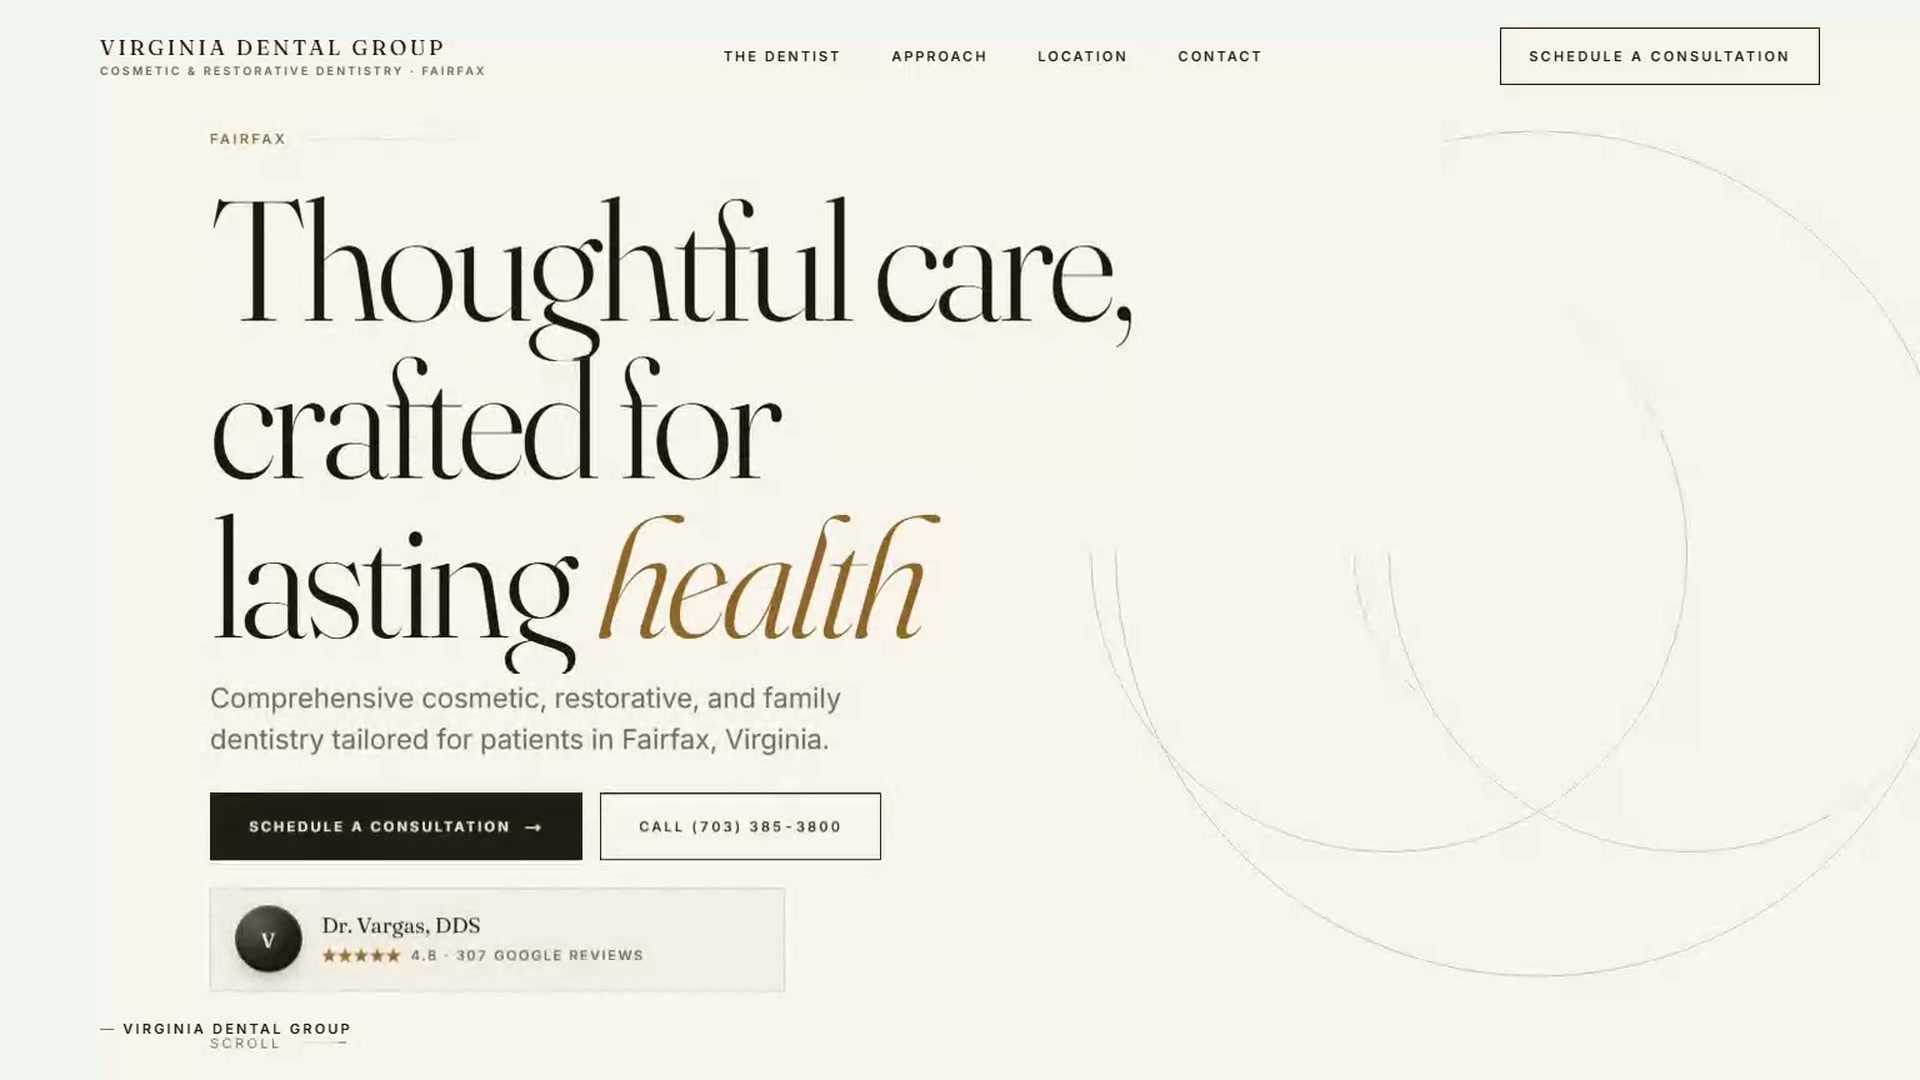 VIRGINIA DENTAL GROUP
COSMETIC & RESTORATIVE DENTISTRY · FAIRFAX
THE DENTIST
APPROACH
LOCATION
CONTACT
SCHEDULE A CONSULTATION
FAIRFAX
Thoughtful care,
crafted for
lasting health
Comprehensive cosmetic, restorative, and family
dentistry tailored for patients in Fairfax, Virginia.
SCHEDULE A CONSULTATION →
CALL (703) 385-3800
V
Dr. Vargas, DDS
★★★★★ 4.8 · 307 GOOGLE REVIEWS
— VIRGINIA DENTAL GROUP
SCROLL